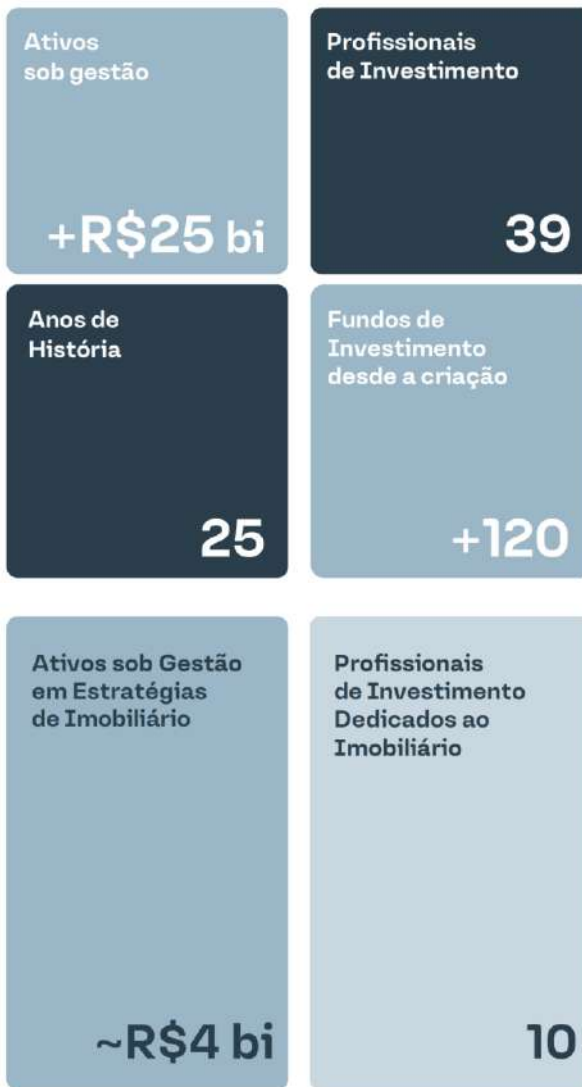 Ativos
sob gestão
+R$25 bi
Profissionais
de Investimento
39
Anos de
História
25
Fundos de
Investimento
desde a criação
+120
Ativos sob Gestão
em Estratégias
de Imobiliário
~R$4 bi
Profissionais
de Investimento
Dedicados ao
Imobiliário
10